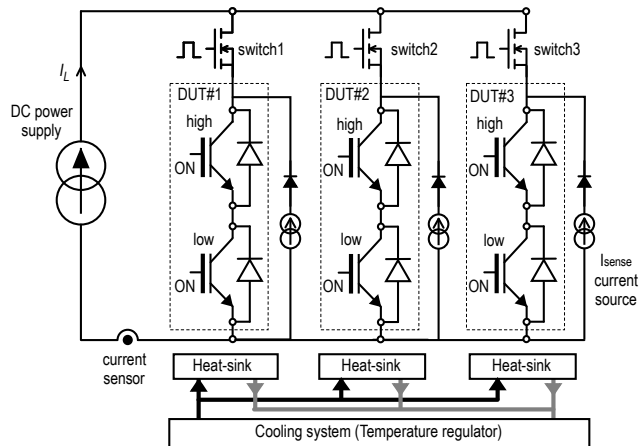 switch1
switch2
switch3
I_L
DC power
supply
DUT#1
DUT#2
DUT#3
high
high
high
ON
ON
ON
low
low
low
ON
ON
ON
Isense
current
source
current
sensor
Heat-sink
Heat-sink
Heat-sink
Cooling system (Temperature regulator)